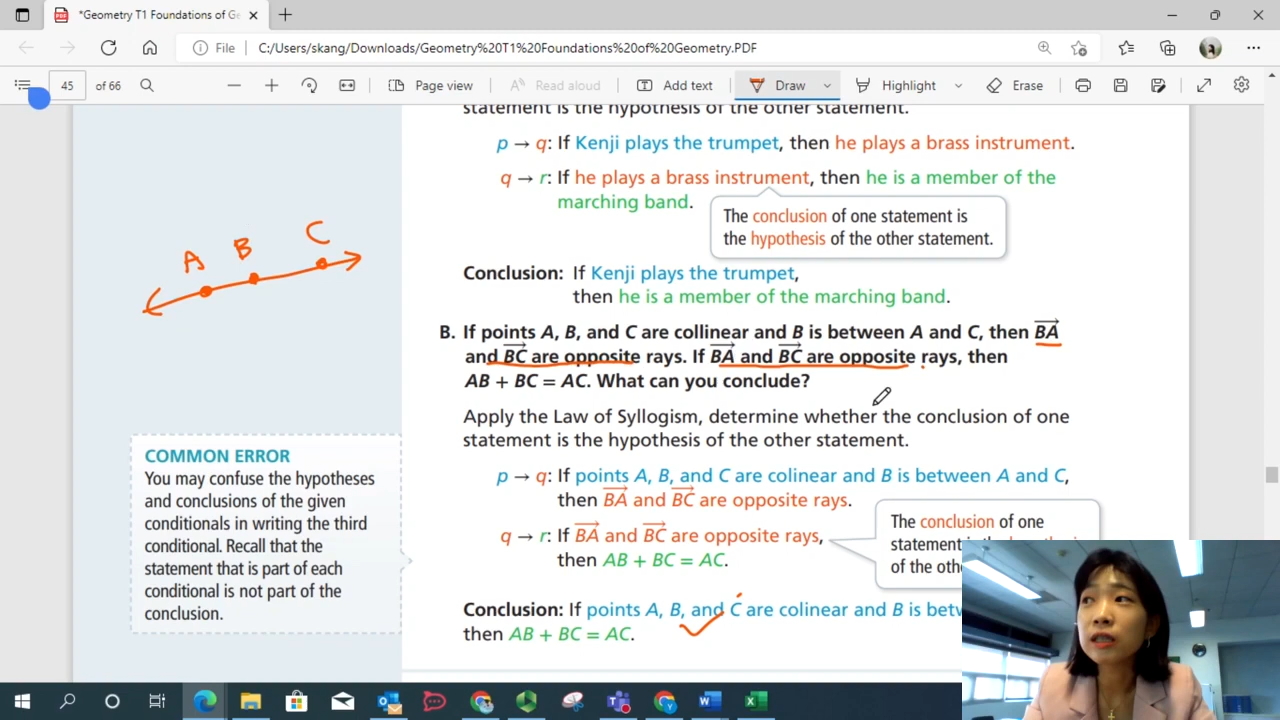 *Geometry T1 Foundations of Ge
File
C:/Users/skang/Downloads/Geometry%20T1%20Foundations%20of%20Geometry.PDF
45
of 66
Page view
Read aloud
Add text
Draw
Highlight
Erase
statement is the hypothesis of the other statement.
p → q: If Kenji plays the trumpet, then he plays a brass instrument.
q → r: If he plays a brass instrument, then he is a member of the
marching band.
The conclusion of one statement is
the hypothesis of the other statement.
Conclusion: If Kenji plays the trumpet,
then he is a member of the marching band.
A B C
B. If points A, B, and C are collinear and B is between A and C, then BA
and BC are opposite rays. If BA and BC are opposite rays, then
AB + BC = AC. What can you conclude?
Apply the Law of Syllogism, determine whether the conclusion of one
statement is the hypothesis of the other statement.
p → q: If points A, B, and C are colinear and B is between A and C,
then BA and BC are opposite rays.
q → r: If BA and BC are opposite rays,
then AB + BC = AC.
The conclusion of one
statement
of the
Conclusion: If points A, B, and C are colinear and B is
then AB + BC = AC.
COMMON ERROR
You may confuse the hypotheses
and conclusions of the given
conditionals in writing the third
conditional. Recall that the
statement that is part of each
conditional is not part of the
conclusion.